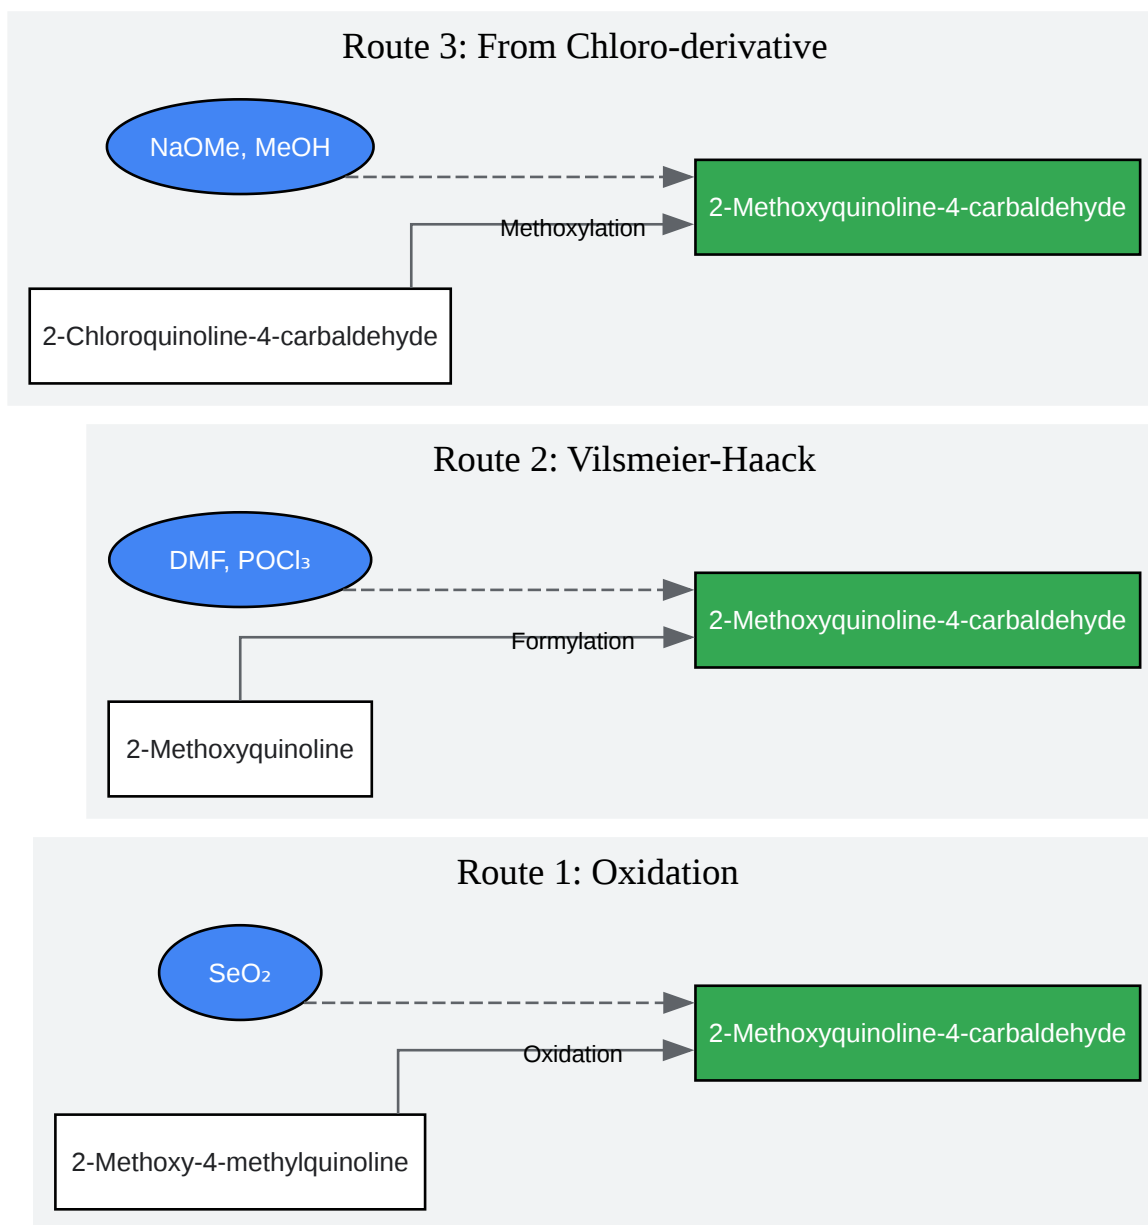 Route 3: From Chloro-derivative
NaOMe, MeOH
2-Methoxyquinoline-4-carbaldehyde
Methoxylation
2-Chloroquinoline-4-carbaldehyde
Route 2: Vilsmeier-Haack
DMF, POCl₃
2-Methoxyquinoline-4-carbaldehyde
Formylation
2-Methoxyquinoline
Route 1: Oxidation
SeO₂
2-Methoxyquinoline-4-carbaldehyde
Oxidation
2-Methoxy-4-methylquinoline